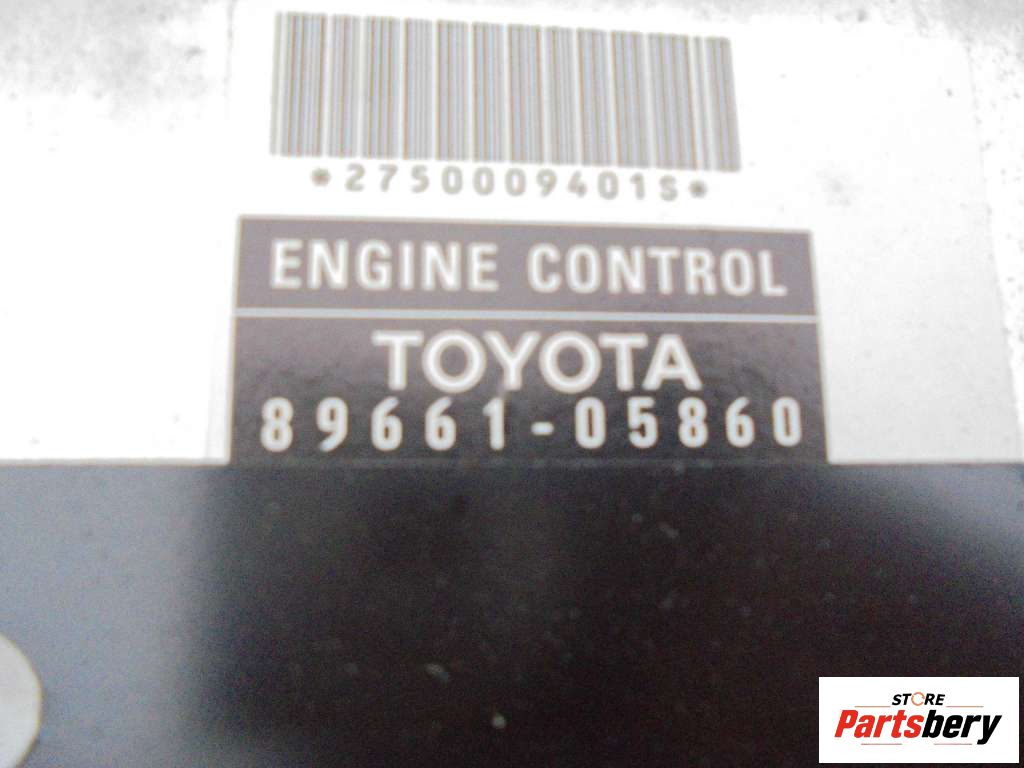 *2750009401S*
ENGINE CONTROL
TOYOTA
89661-05860
STORE
Partsbery